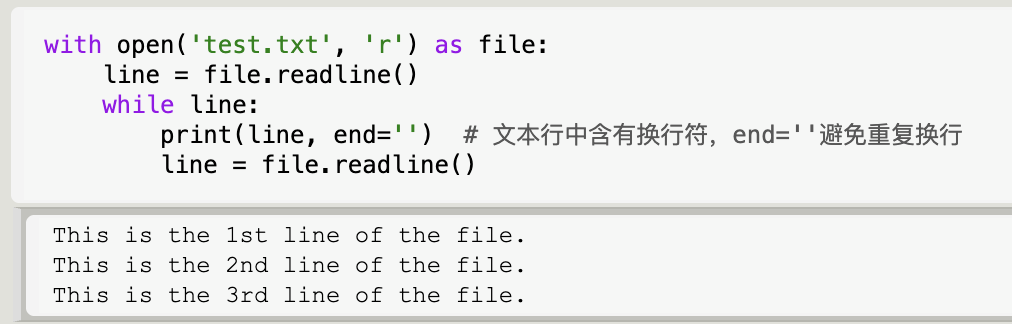 with open('test.txt', 'r') as file:
    line = file.readline()
    while line:
        print(line, end='')  # 文本行中含有换行符，end=''避免重复换行
        line = file.readline()
This is the 1st line of the file.
This is the 2nd line of the file.
This is the 3rd line of the file.